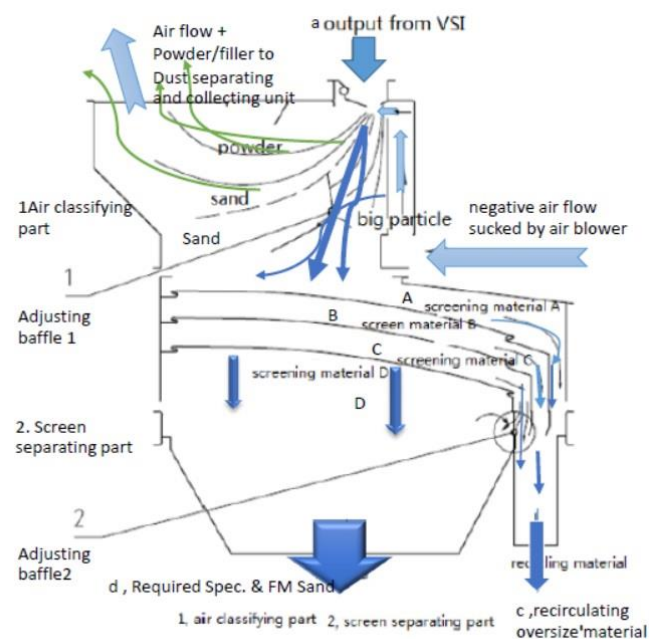 a output from VSI
Air flow +
Powder/filler to
Dust separating
and collecting unit
powder
sand
Sand
big particle
1Air classifying
part
negative air flow
sucked by air blower
1
Adjusting
baffle 1
A
screening material A
B
screen material B
C
screening material C
screening material D
D
2. Screen
separating part
2
Adjusting
baffle2
d , Required Spec. & FM Sand
recycling material
c ,recirculating
oversize'material
1, air classifying part
2, screen separating part